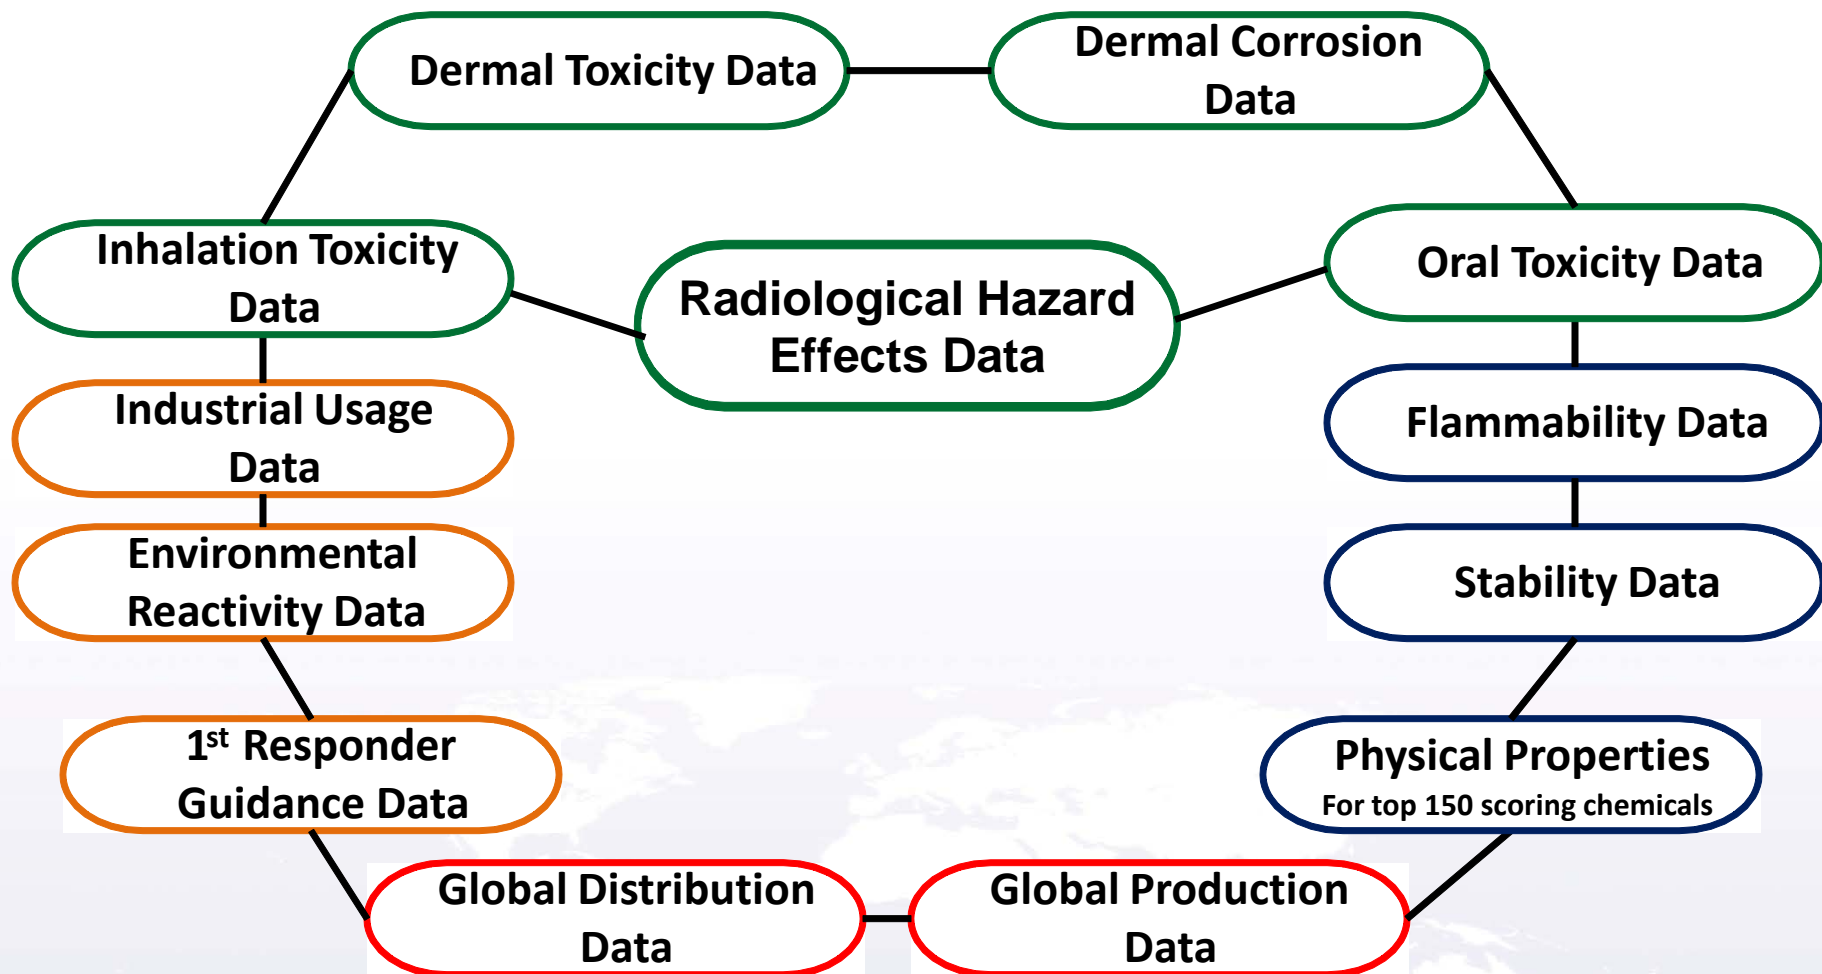 Dermal Toxicity Data
Dermal Corrosion
Data
Inhalation Toxicity
Data
Radiological Hazard
Effects Data
Oral Toxicity Data
Industrial Usage
Data
Flammability Data
Environmental
Reactivity Data
Stability Data
1st Responder
Guidance Data
Physical Properties
For top 150 scoring chemicals
Global Distribution
Data
Global Production
Data